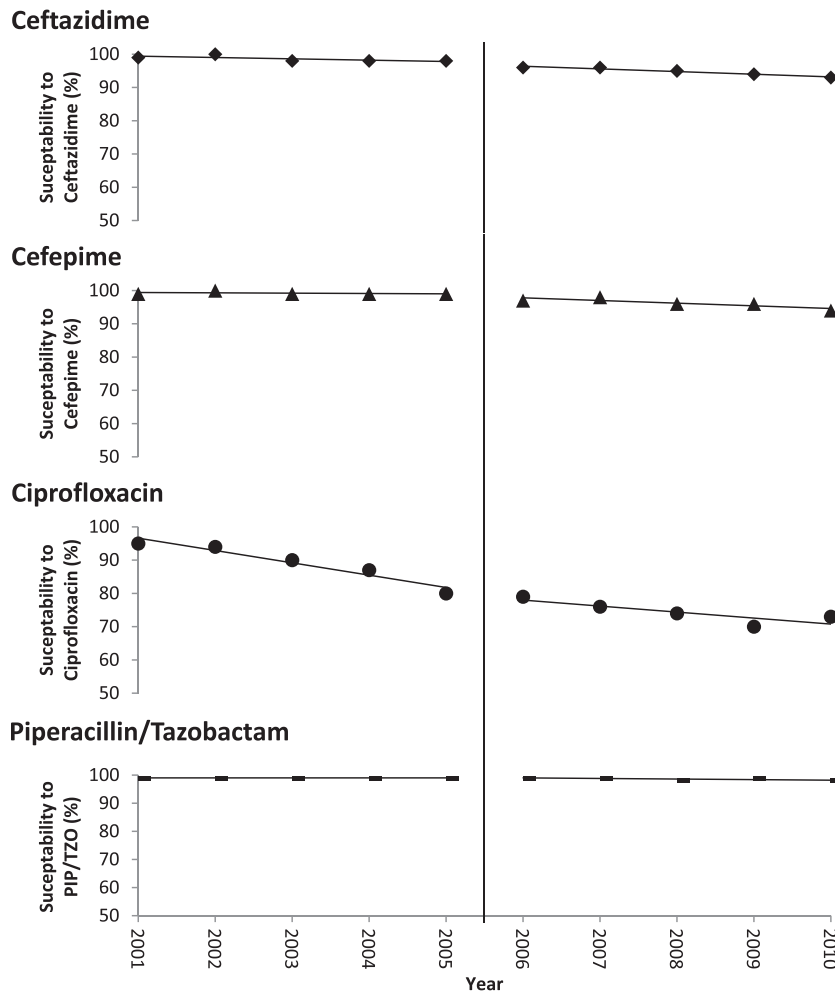 Ceftazidime
Suceptability to
Ceftazidime (%)
100
90
80
70
60
50
Cefepime
Suceptability to
Cefepime (%)
100
90
80
70
60
50
Ciprofloxacin
Suceptability to
Ciprofloxacin (%)
100
90
80
70
60
50
Piperacillin/Tazobactam
Suceptability to
PIP/TZO (%)
100
90
80
70
60
50
2001
2002
2003
2004
2005
2006
2007
2008
2009
2010
Year